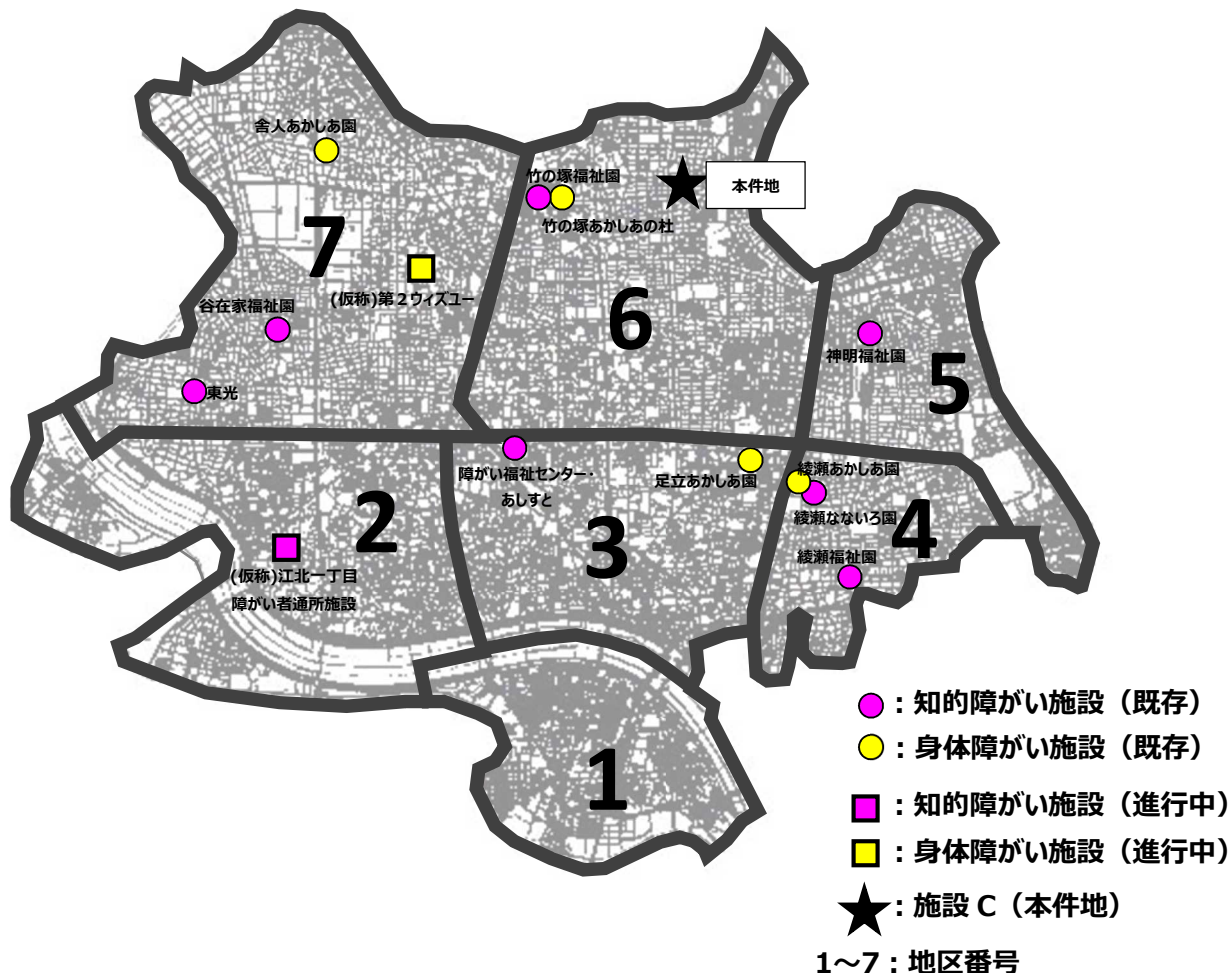 舎人あかしあ園
竹の塚福祉園
本件地
竹の塚あかしあの杜
7
(仮称)第2ウィズユー
谷在家福祉園
6
神明福祉園
5
東光
障がい福祉センター・
あしすと
足立あかしあ園
綾瀬あかしあ園
綾瀬なないろ園
2
3
4
(仮称)江北一丁目
障がい者通所施設
綾瀬福祉園
1
：知的障がい施設（既存）
：身体障がい施設（既存）
：知的障がい施設（進行中）
：身体障がい施設（進行中）
：施設C（本件地）
1～7：地区番号